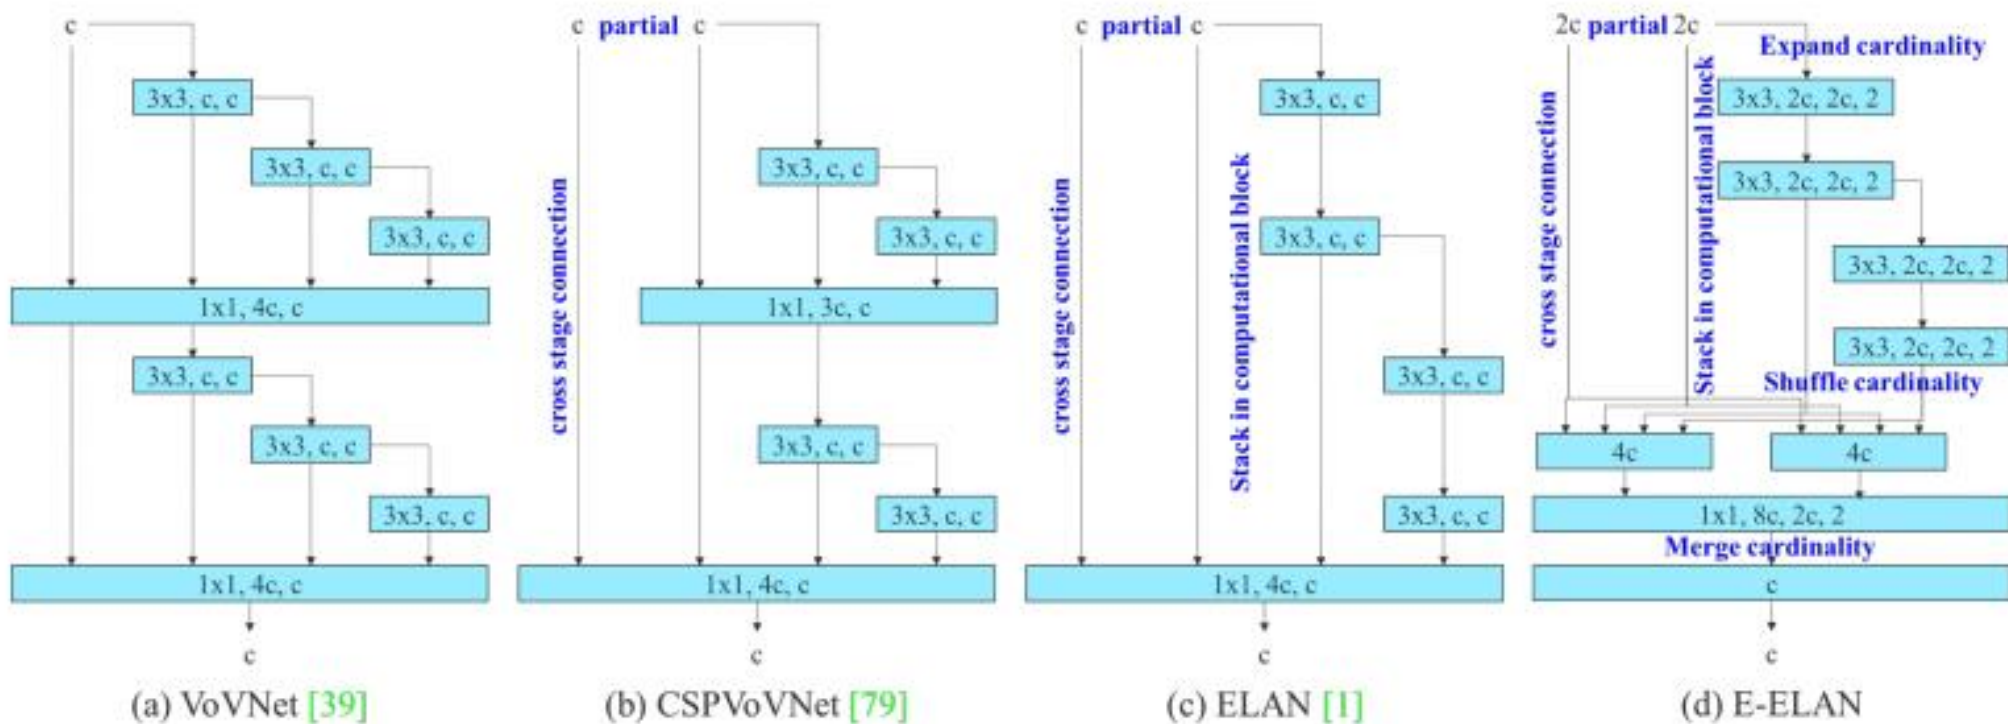 c
3x3, c, c
3x3, c, c
3x3, c, c
1x1, 4c, c
3x3, c, c
3x3, c, c
3x3, c, c
1x1, 4c, c
c
(a) VoVNet [39]
c partial c
cross stage connection
3x3, c, c
3x3, c, c
1x1, 3c, c
3x3, c, c
3x3, c, c
1x1, 4c, c
c
(b) CSPVoVNet [79]
c partial c
cross stage connection
Stack in computational block
3x3, c, c
3x3, c, c
3x3, c, c
3x3, c, c
1x1, 4c, c
c
(c) ELAN [1]
2c partial 2c
Expand cardinality
cross stage connection
Stack in computational block
3x3, 2c, 2c, 2
3x3, 2c, 2c, 2
3x3, 2c, 2c, 2
3x3, 2c, 2c, 2
Shuffle cardinality
4c
4c
1x1, 8c, 2c, 2
Merge cardinality
c
c
(d) E-ELAN